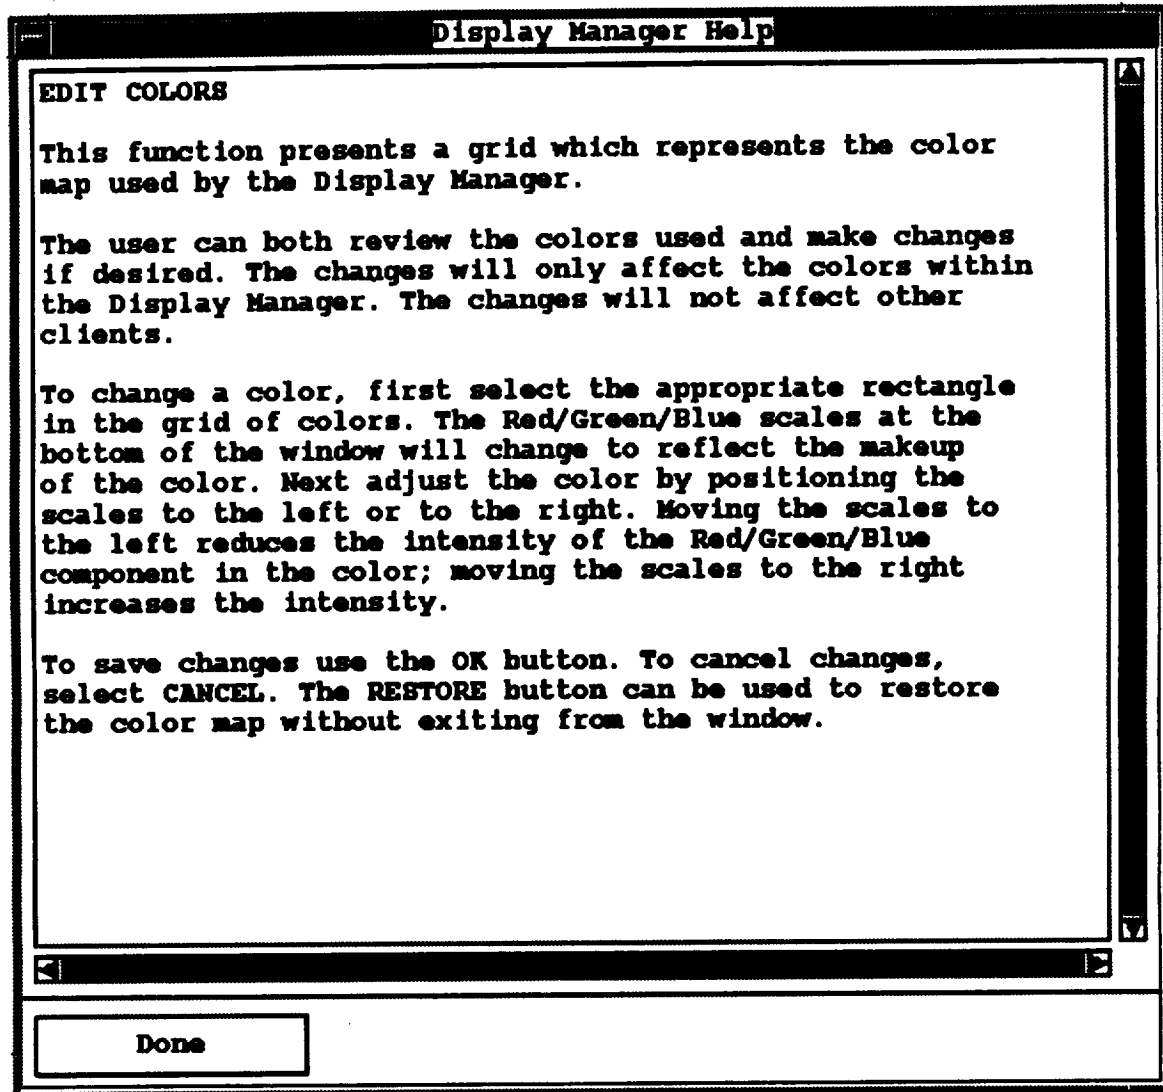 Display Manager Help
EDIT COLORS
This function presents a grid which represents the color
map used by the Display Manager.
The user can both review the colors used and make changes
if desired. The changes will only affect the colors within
the Display Manager. The changes will not affect other
clients.
To change a color, first select the appropriate rectangle
in the grid of colors. The Red/Green/Blue scales at the
bottom of the window will change to reflect the makeup
of the color. Next adjust the color by positioning the
scales to the left or to the right. Moving the scales to
the left reduces the intensity of the Red/Green/Blue
component in the color; moving the scales to the right
increases the intensity.
To save changes use the OK button. To cancel changes,
select CANCEL. The RESTORE button can be used to restore
the color map without exiting from the window.
Done